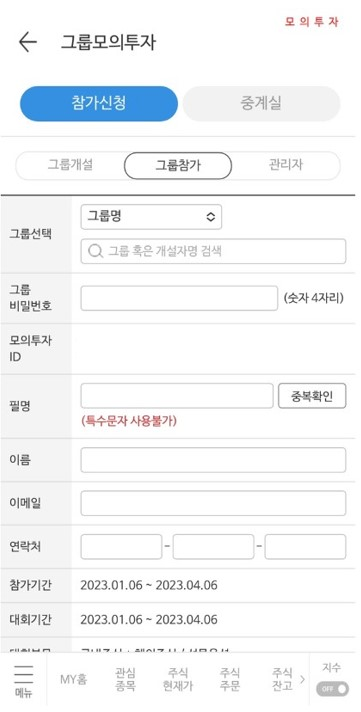 모의투자
그룹모의투자
참가신청 중계실
그룹개설 그룹참가 관리자
그룹선택
그룹명
그룹 혹은 개설자명 검색
그룹
비밀번호
(숫자 4자리)
모의투자
ID
필명
중복확인
(특수문자 사용불가)
이름
이메일
연락처 - -
참가기간 2023.01.06 ~ 2023.04.06
대회기간 2023.01.06 ~ 2023.04.06
메뉴
MY홈
관심
종목
주식
현재가
주식
주문
주식
잔고
지수
OFF